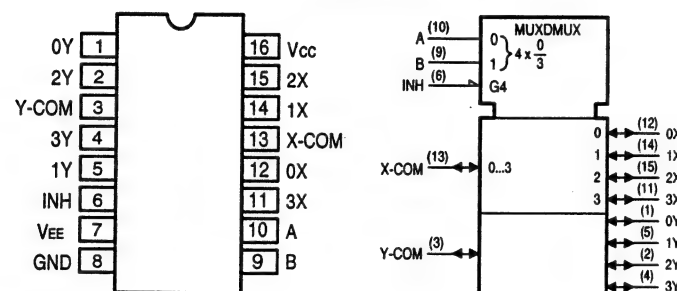 0Y 1
2Y 2
Y-COM 3
3Y 4
1Y 5
INH 6
VEE 7
GND 8
16 Vcc
15 2X
14 1X
13 X-COM
12 0X
11 3X
10 A
9 B
MUXDMUX
A (10) 0
B (9) 1
} 4 x 0/3
INH (6) G4
X-COM (13) 0...3
0 (12) 0X
1 (14) 1X
2 (15) 2X
3 (11) 3X
Y-COM (3)
(1) 0Y
(5) 1Y
(2) 2Y
(4) 3Y